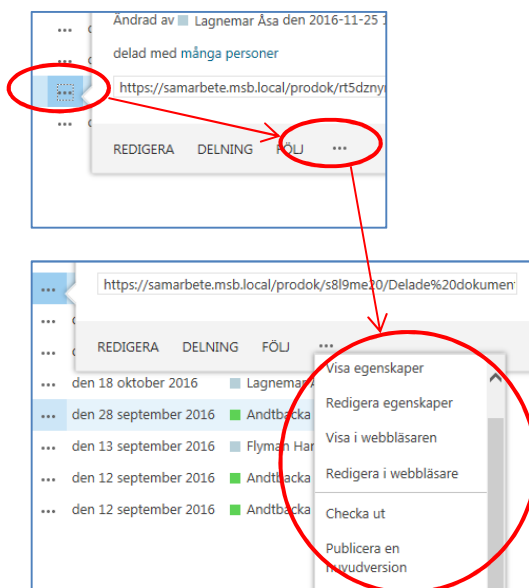 Ändrad av Lagnemar Åsa den 2016-11-25 1
delad med många personer
https://samarbete.msb.local/prodok/rt5dzny
REDIGERA DELNING FÖLJ ...
https://samarbete.msb.local/prodok/s8l9me20/Delade%20dokument
REDIGERA DELNING FÖLJ ...
Visa egenskaper
Redigera egenskaper
Visa i webbläsaren
Redigera i webbläsare
Checka ut
Publicera en
huvudversion
... den 18 oktober 2016 Lagnemar
... den 28 september 2016 Andtbacka
... den 13 september 2016 Flyman Har
... den 12 september 2016 Andtbacka
... den 12 september 2016 Andtbacka